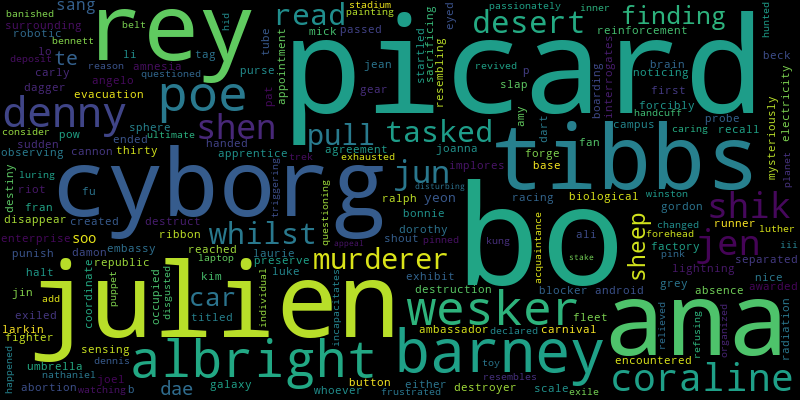 banished sang rey read picard passionately inner stadium painting
surrounding belt hid mick passed eyed desert finding hunted
robotic bennett tube appointment startled sacrificing resembling reinforcement
lo te li tag amnesia jean revived brain noticing beck
deposit reason questioned purse gear slap boarding interrogates first electricity
carly angelo poe pat p forcibly mysteriously
dagger evacuation amy handcuff probe
denny sphere ultimate shen pull tasked dart tibbs campus caring recall
consider pow ended handed agreement joanna fan planet
sudden cannon thirty apprentice trek exhausted forge
observing cyborg jun implores base
destiny luring triggering disturbing biological winston
riot fu ralph yeon racing shik
fran questioning bonnie bo acquaintance sheep gordon
disappear created ribbon whilst dorothy ali changed runner luther
enterprise soo destruct shout pinned kung forehead jen iii
damon embassy reached appeal factory pink separated
punish republic laptop laurie preserve murderer stake lightning
halt coordinate puppet occupied disgusted kim luke exhibit destruction blocker android grey absence nice awarded
jin add julien car individual incapacitates wesker fleet ana
exiled titled ambassador declared carnival relieved refusing organized radiation
larkin
fighter sensing barney encountered
happened umbrella dennis albright toy coraline
nathaniel joel button resembles
abortion watching b dae galaxy whoever either frustrated destroyer scale exile